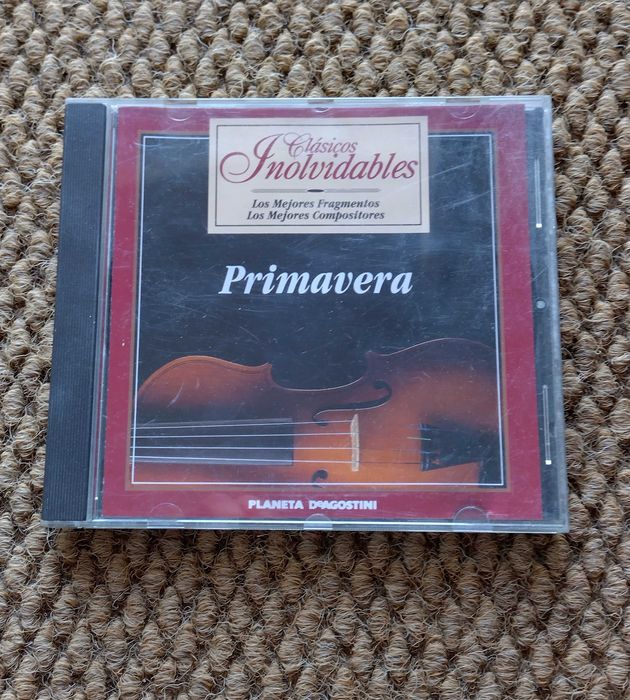 Clásicos
Inolvidables
Los Mejores Fragmentos
Los Mejores Compositores
Primavera
PLANETA DeAGOSTINI